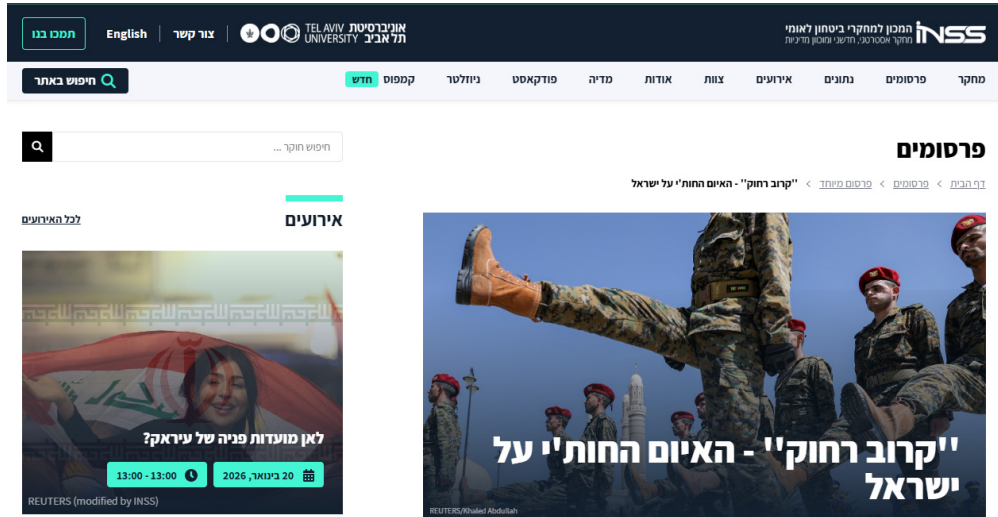 INSS המכון למחקרי ביטחון לאומי
מחקר אסטרטגי, חדשני ומוכוון מדיניות
אוניברסיטת תל אביב TEL AVIV UNIVERSITY
צור קשר
English
תמכו בנו
מחקר
פרסומים
נתונים
אירועים
צוות
אודות
מדיה
פודקאסט
ניוזלטר
קמפוס חדש
חיפוש באתר
פרסומים
דף הבית > פרסומים > פרסום מיוחד > ''קרוב רחוק'' - האיום החות'י על ישראל
''קרוב רחוק'' - האיום החות'י על
ישראל
REUTERS/Khaled Abdullah
חיפוש חוקר ...
אירועים
לכל האירועים
לאן מועדות פניה של עיראק?
20 בינואר, 2026
13:00 - 13:00
REUTERS (modified by INSS)